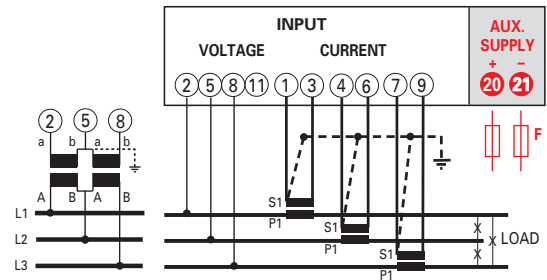 INPUT
AUX.
SUPPLY
VOLTAGE CURRENT
+ −
2 5 8 11 1 3 4 6 7 9 20 21
2 5 8
a b a b
F
A B A B
S1
P1
L1
S1
P1
L2
X X X
LOAD
S1
P1
L3